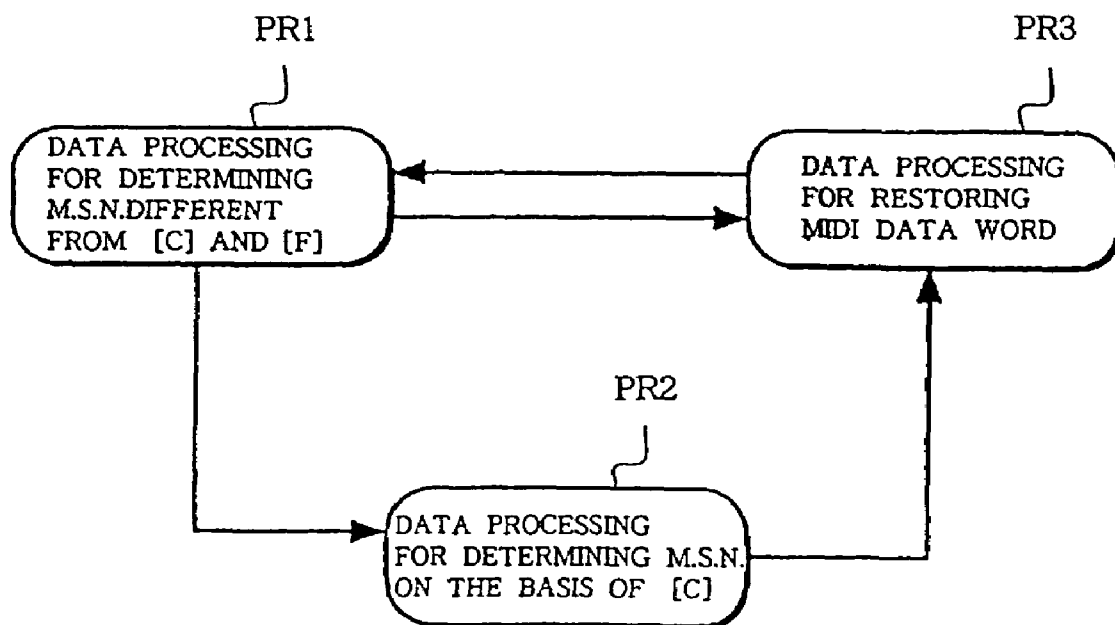 PR1
PR3
DATA PROCESSING
FOR DETERMINING
M.S.N.DIFFERENT
FROM [C] AND [F]
DATA PROCESSING
FOR RESTORING
MIDI DATA WORD
PR2
DATA PROCESSING
FOR DETERMINING M.S.N.
ON THE BASIS OF [C]